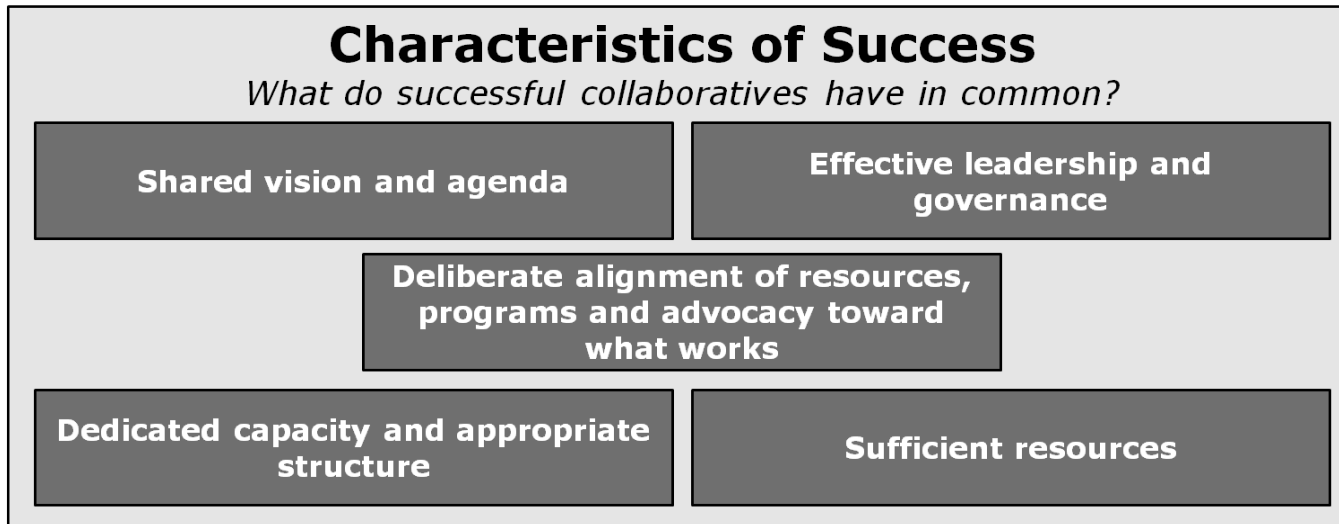 Characteristics of Success
What do successful collaboratives have in common?
Shared vision and agenda
Effective leadership and
governance
Deliberate alignment of resources,
programs and advocacy toward
what works
Dedicated capacity and appropriate
structure
Sufficient resources